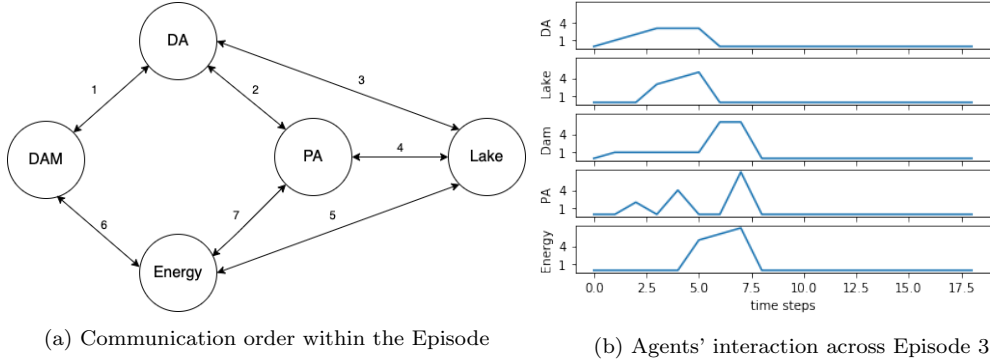 DA
1
2
3
DAM
PA
4
Lake
6
7
5
Energy
(a) Communication order within the Episode
DA
4
1
Lake
4
1
Dam
4
1
PA
4
1
Energy
4
1
0.0 2.5 5.0 7.5 10.0 12.5 15.0 17.5
time steps
(b) Agents' interaction across Episode 3